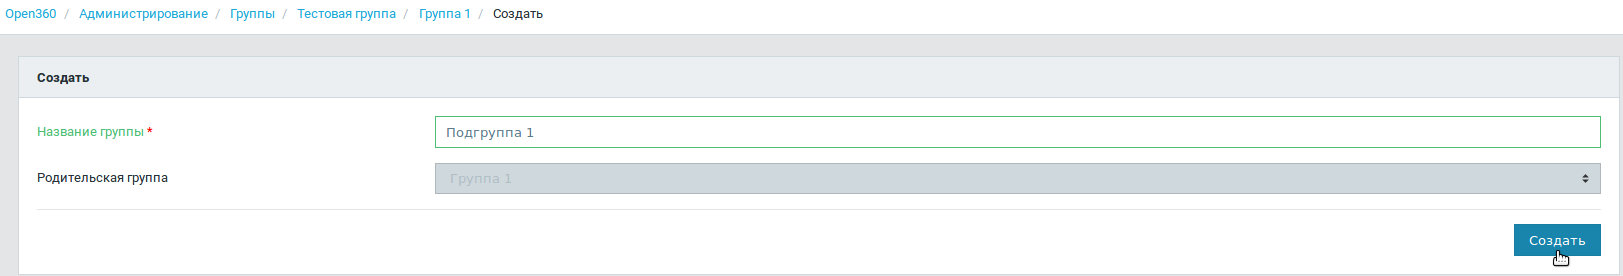 Open360 / Администрирование / Группы / Тестовая группа / Группа 1 / Создать
Создать
Название группы * Подгруппа 1
Родительская группа Группа 1
Создать